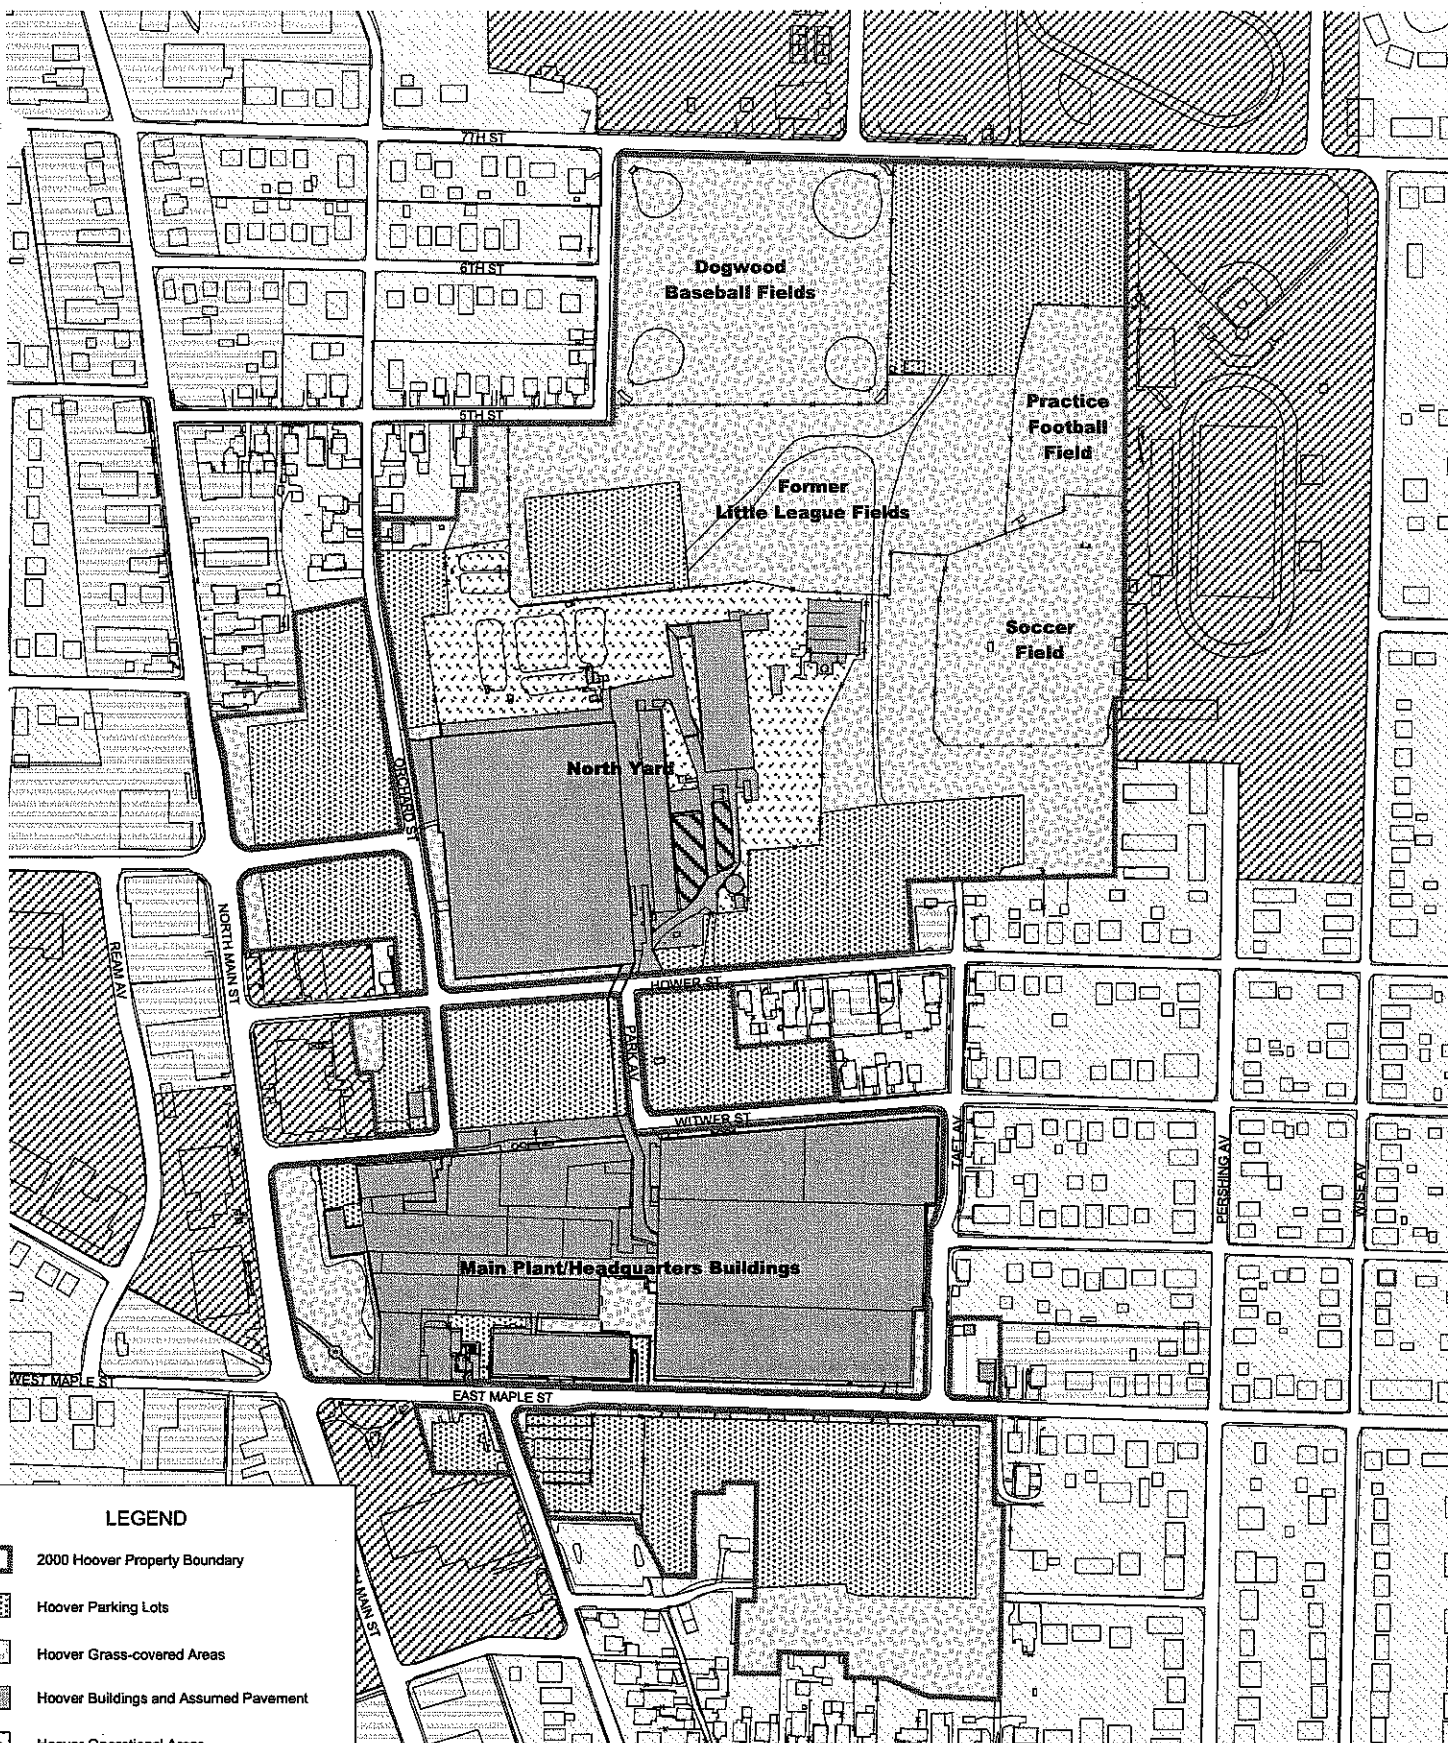 7TH ST
6TH ST
Dogwood
Baseball Fields
5TH ST
Practice
Football
Field
Former
Little League Fields
Soccer
Field
North Yard
ORCHARD ST
NORTH MAIN ST
REAM AV
HOWER ST
PARK AV
WITWER ST
TAFT AV
PERSHING AV
WISE AV
Main Plant/Headquarters Buildings
WEST MAPLE ST
EAST MAPLE ST
MAIN ST
LEGEND
2000 Hoover Property Boundary
Hoover Parking Lots
Hoover Grass-covered Areas
Hoover Buildings and Assumed Pavement
Hoover Operational Areas